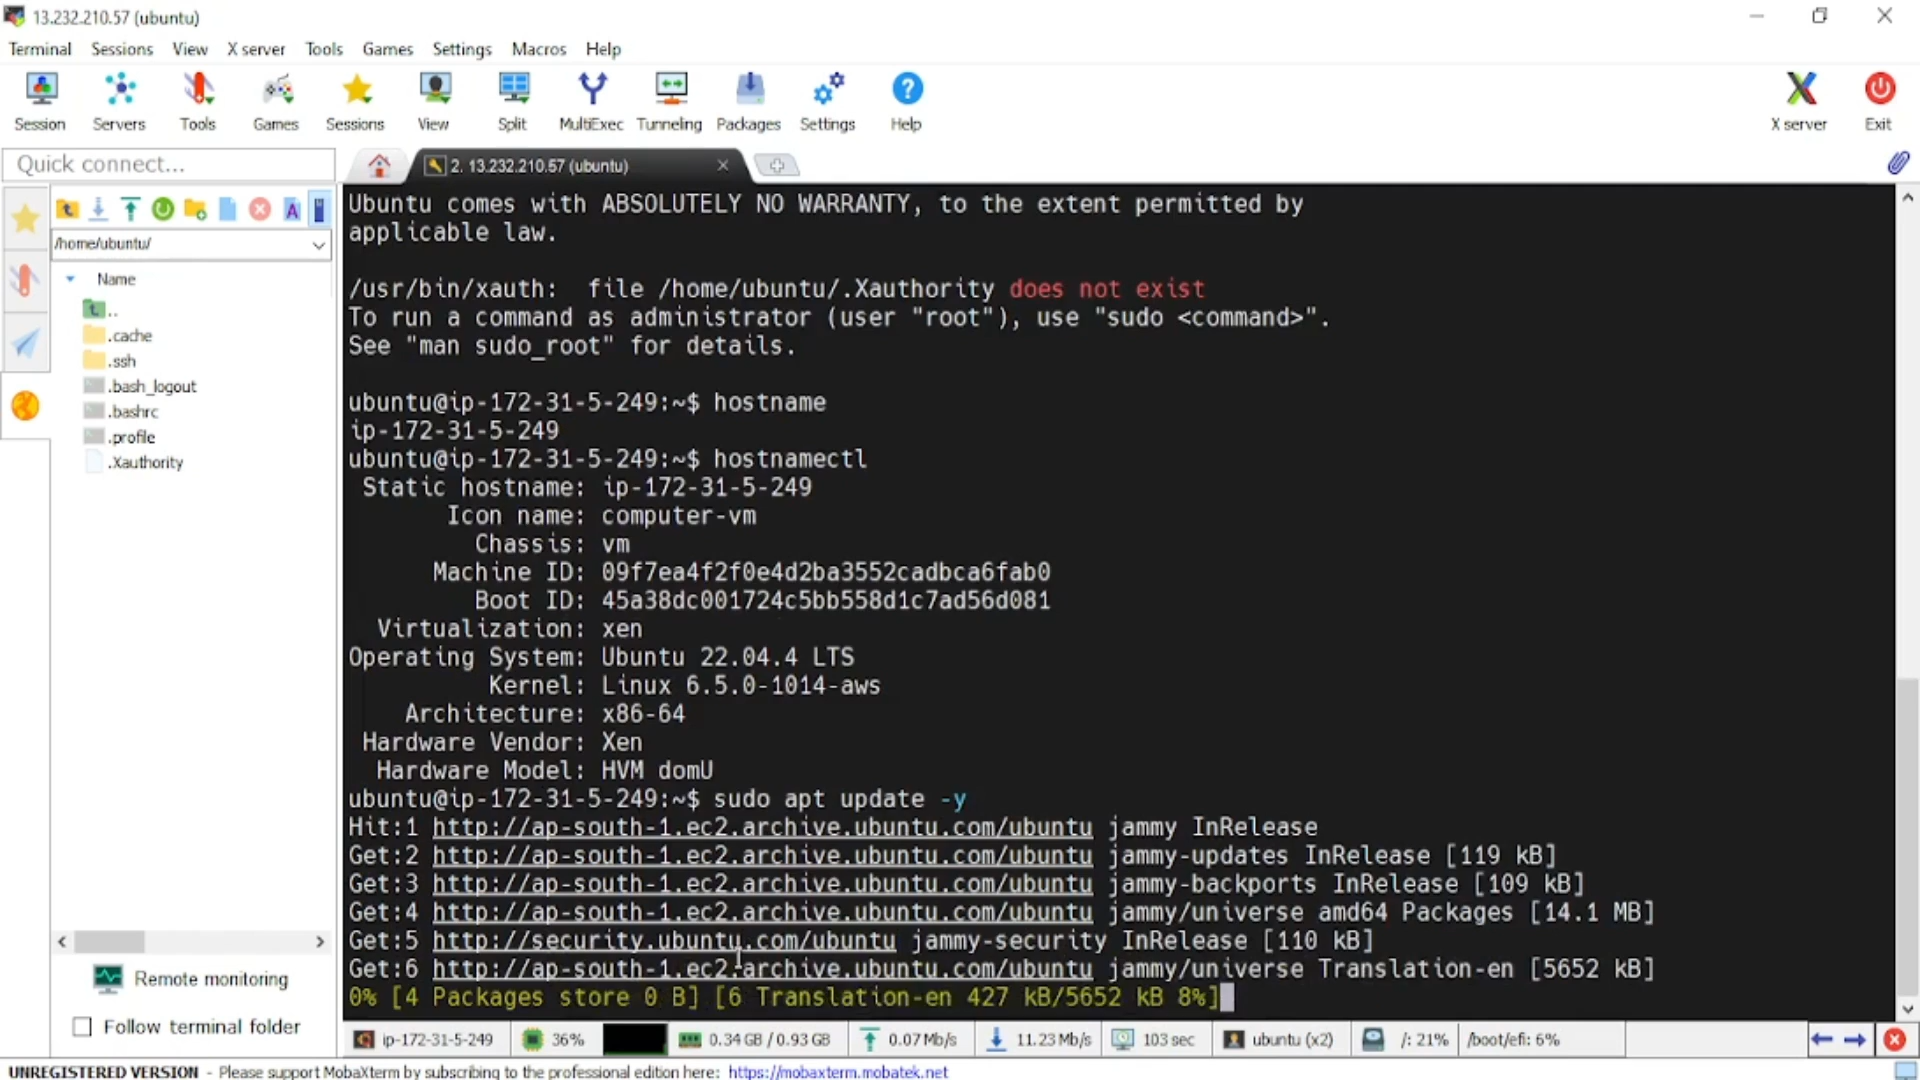 13.232.210.57 (ubuntu)
Terminal Sessions View X server Tools Games Settings Macros Help
Session Servers Tools Games Sessions View Split MultiExec Tunneling Packages Settings Help X server Exit
Quick connect...
2. 13.232.210.57 (ubuntu)
/home/ubuntu/
Name
..
.cache
.ssh
.bash_logout
.bashrc
.profile
.Xauthority
Remote monitoring
Follow terminal folder
Ubuntu comes with ABSOLUTELY NO WARRANTY, to the extent permitted by
applicable law.
/usr/bin/xauth:  file /home/ubuntu/.Xauthority does not exist
To run a command as administrator (user "root"), use "sudo <command>".
See "man sudo_root" for details.
ubuntu@ip-172-31-5-249:~$ hostname
ip-172-31-5-249
ubuntu@ip-172-31-5-249:~$ hostnamectl
Static hostname: ip-172-31-5-249
Icon name: computer-vm
Chassis: vm
Machine ID: 09f7ea4f2f0e4d2ba3552cadbca6fab0
Boot ID: 45a38dc001724c5bb558d1c7ad56d081
Virtualization: xen
Operating System: Ubuntu 22.04.4 LTS
Kernel: Linux 6.5.0-1014-aws
Architecture: x86-64
Hardware Vendor: Xen
Hardware Model: HVM domU
ubuntu@ip-172-31-5-249:~$ sudo apt update -y
Hit:1 http://ap-south-1.ec2.archive.ubuntu.com/ubuntu jammy InRelease
Get:2 http://ap-south-1.ec2.archive.ubuntu.com/ubuntu jammy-updates InRelease [119 kB]
Get:3 http://ap-south-1.ec2.archive.ubuntu.com/ubuntu jammy-backports InRelease [109 kB]
Get:4 http://ap-south-1.ec2.archive.ubuntu.com/ubuntu jammy/universe amd64 Packages [14.1 MB]
Get:5 http://security.ubuntu.com/ubuntu jammy-security InRelease [110 kB]
Get:6 http://ap-south-1.ec2.archive.ubuntu.com/ubuntu jammy/universe Translation-en [5652 kB]
0% [4 Packages store 0 B] [6 Translation-en 427 kB/5652 kB 8%]
ip-172-31-5-249 36% 0.34 GB / 0.93 GB 0.07 Mb/s 11.23 Mb/s 103 sec ubuntu (x2) /: 21% /boot/efi: 6%
UNREGISTERED VERSION - Please support MobaXterm by subscribing to the professional edition here: https://mobaxterm.mobatek.net